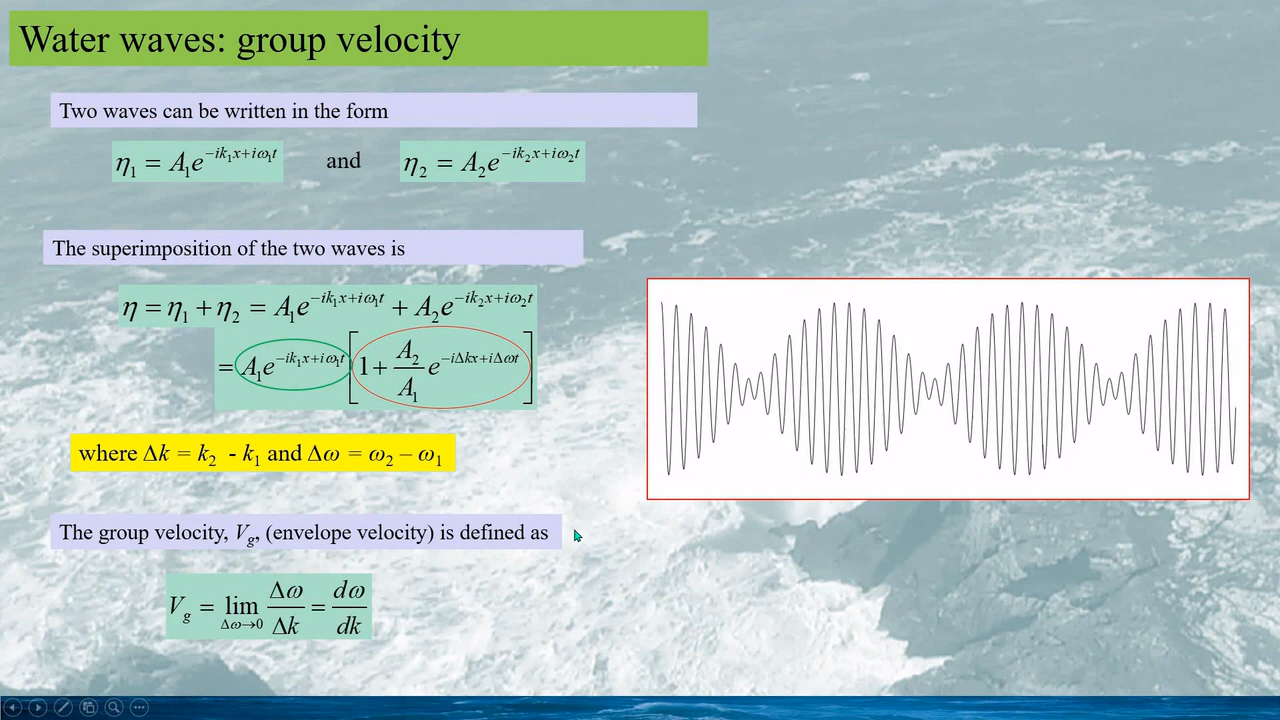 Water waves: group velocity
Two waves can be written in the form
η₁ = A₁e^{−ik₁x+iω₁t} and η₂ = A₂e^{−ik₂x+iω₂t}
The superimposition of the two waves is
η = η₁ + η₂ = A₁e^{−ik₁x+iω₁t} + A₂e^{−ik₂x+iω₂t}
= A₁e^{−ik₁x+iω₁t} [1 + A₂/A₁ e^{−iΔkx+iΔωt}]
where Δk = k₂ - k₁ and Δω = ω₂ – ω₁
The group velocity, V_g, (envelope velocity) is defined as
V_g = lim_{Δω→0} Δω/Δk = dω/dk